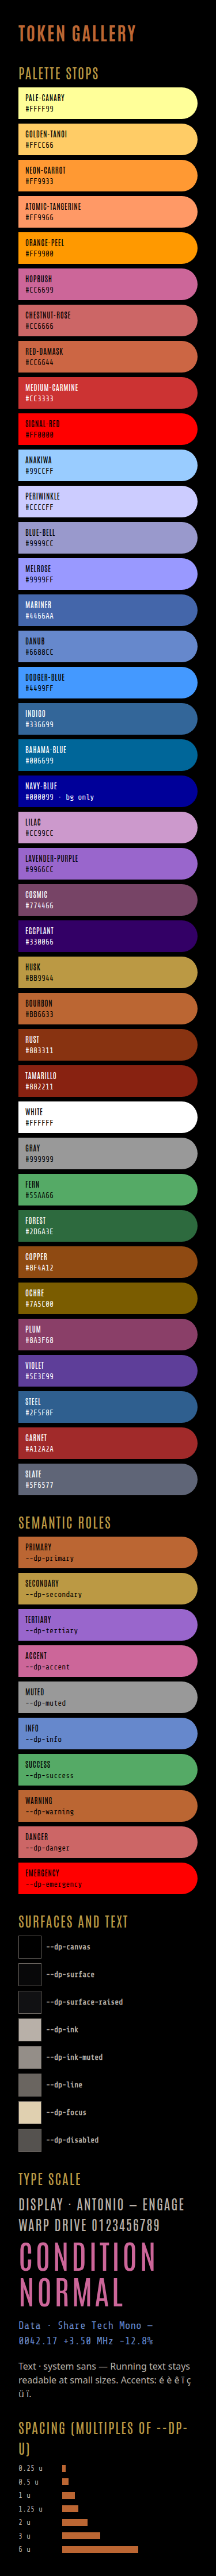 TOKEN GALLERY
PALETTE STOPS
PALE-CANARY
#FFFF99
GOLDEN-TANOI
#FFCC66
NEON-CARROT
#FF9933
ATOMIC-TANGERINE
#FF9966
ORANGE-PEEL
#FF9900
HOPBUSH
#CC6699
CHESTNUT-ROSE
#CC6666
RED-DAMASK
#CC6644
MEDIUM-CARMINE
#CC3333
SIGNAL-RED
#FF0000
ANAKIWA
#99CCFF
PERIWINKLE
#CCCCFF
BLUE-BELL
#9999CC
MELROSE
#9999FF
MARINER
#4466AA
DANUB
#6688CC
DODGER-BLUE
#4499FF
INDIGO
#336699
BAHAMA-BLUE
#006699
NAVY-BLUE
#000099 · bg only
LILAC
#CC99CC
LAVENDER-PURPLE
#9966CC
COSMIC
#774466
EGGPLANT
#330066
HUSK
#BB9944
BOURBON
#BB6633
RUST
#883311
TAMARILLO
#882211
WHITE
#FFFFFF
GRAY
#999999
FERN
#55AA66
FOREST
#2D6A3E
COPPER
#8F4A12
OCHRE
#7A5C00
PLUM
#8A3F68
VIOLET
#5E3E99
STEEL
#2F5F8F
GARNET
#A12A2A
SLATE
#5F6577
SEMANTIC ROLES
PRIMARY
--dp-primary
SECONDARY
--dp-secondary
TERTIARY
--dp-tertiary
ACCENT
--dp-accent
MUTED
--dp-muted
INFO
--dp-info
SUCCESS
--dp-success
WARNING
--dp-warning
DANGER
--dp-danger
EMERGENCY
--dp-emergency
SURFACES AND TEXT
--dp-canvas
--dp-surface
--dp-surface-raised
--dp-ink
--dp-ink-muted
--dp-line
--dp-focus
--dp-disabled
TYPE SCALE
DISPLAY · ANTONIO — ENGAGE
WARP DRIVE 0123456789
CONDITION
NORMAL
Data · Share Tech Mono —
0042.17 +3.50 MHz −12.8%
Text · system sans — Running text stays
readable at small sizes. Accents: é è ê ï ç
ü ï.
SPACING (MULTIPLES OF --DP-
U)
0.25 u
0.5 u
1 u
1.25 u
2 u
3 u
6 u